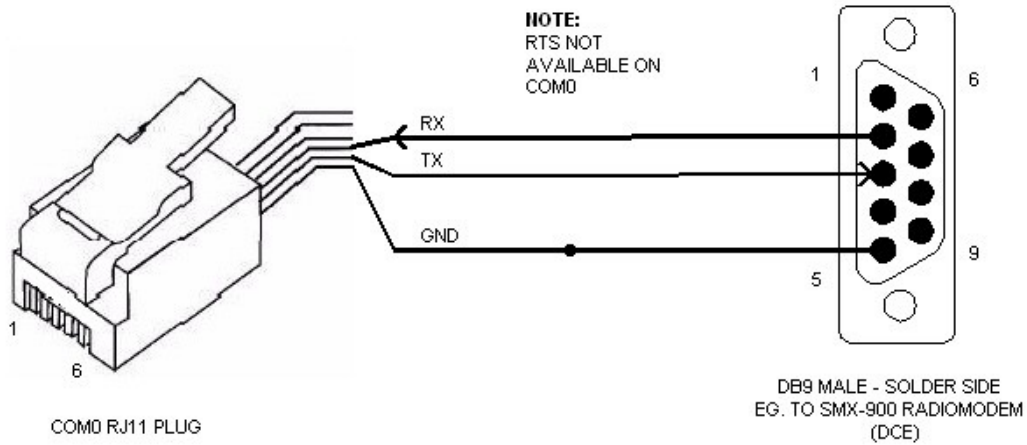 NOTE:
RTS NOT
AVAILABLE ON
COM0
1
6
RX
TX
GND
5
9
1
6
COM0 RJ11 PLUG
DB9 MALE - SOLDER SIDE
EG. TO SMX-900 RADIOMODEM
(DCE)